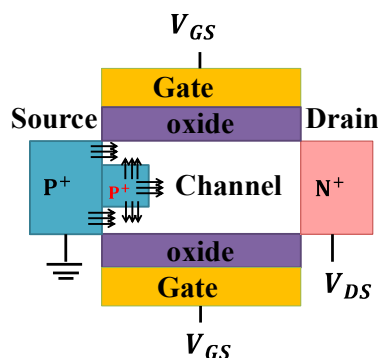 V_GS
Gate
Source oxide Drain
P⁺ P⁺ Channel N⁺
oxide
Gate V_DS
V_GS